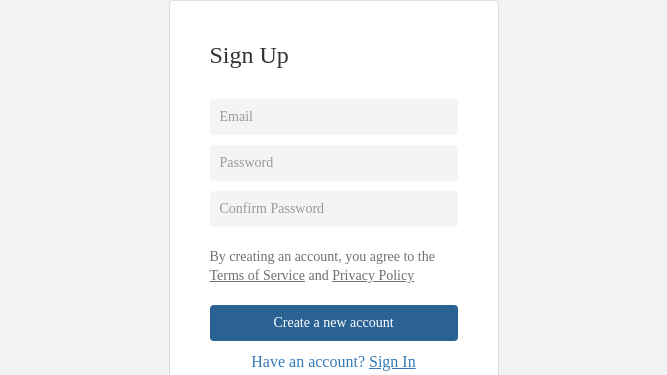 Sign Up
Email
Password
Confirm Password
By creating an account, you agree to the
Terms of Service and Privacy Policy
Create a new account
Have an account? Sign In